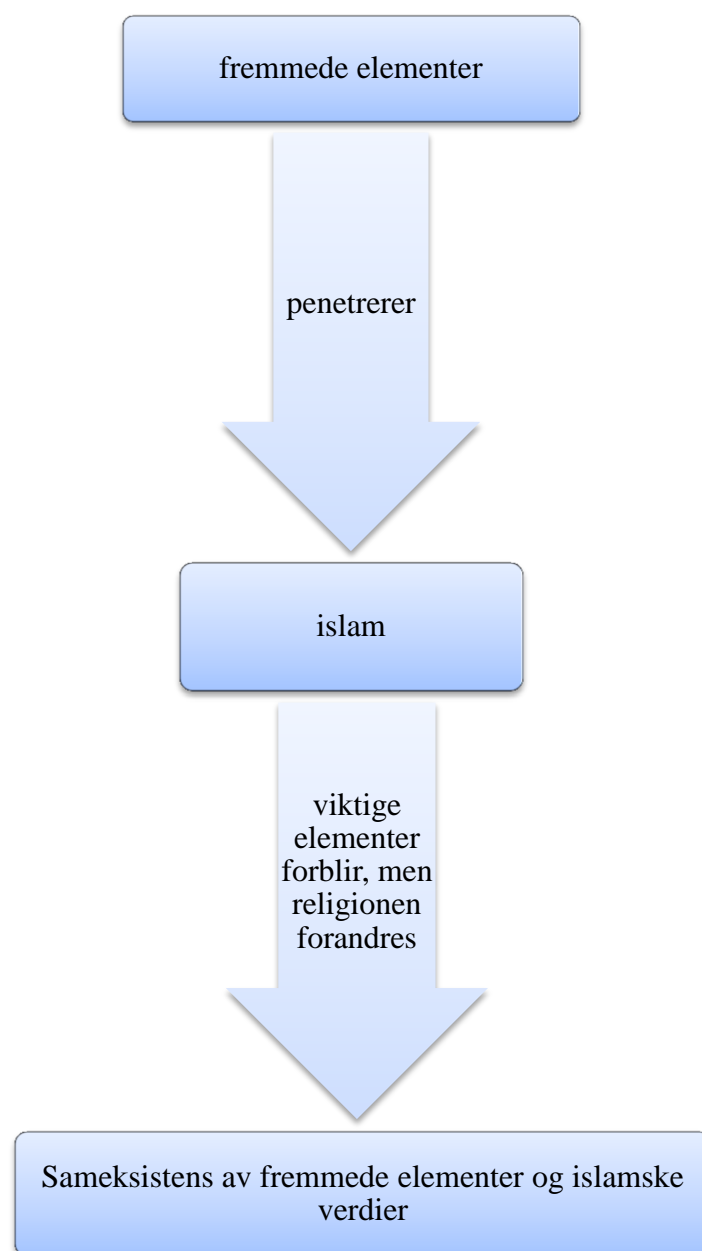 fremmede elementer
penetrerer
islam
viktige
elementer
forblir, men
religionen
forandres
Sameksistens av fremmede elementer og islamske
verdier